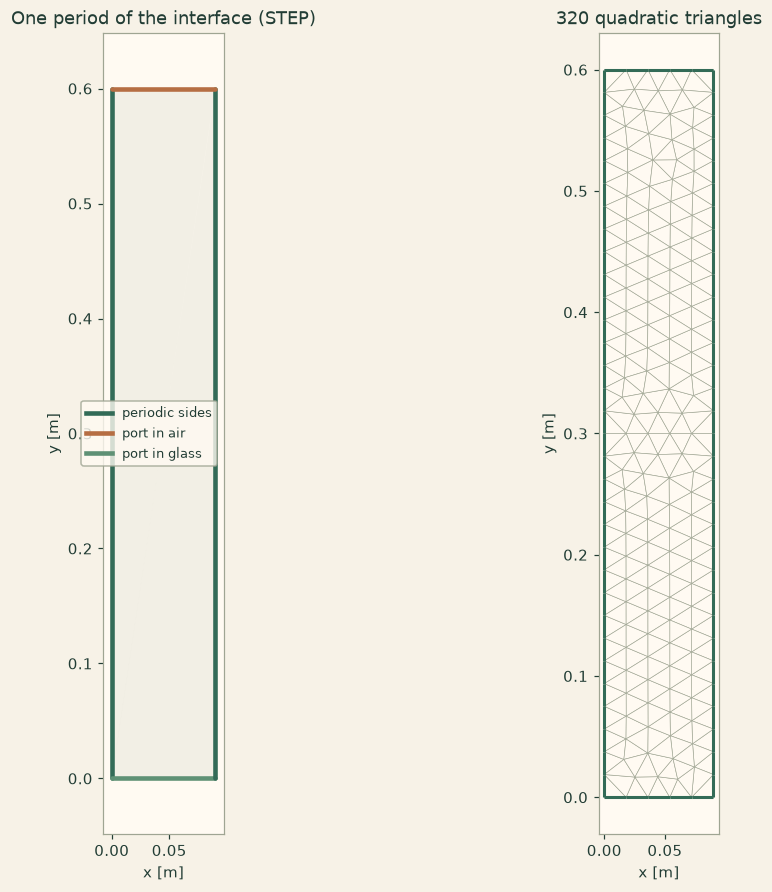 One period of the interface (STEP)
0.6
0.5
0.4
periodic sides
port in air
port in glass
0.2
0.1
0.0
0.00 0.05
x [m]
y [m]
320 quadratic triangles
0.6
0.5
0.4
0.3
0.2
0.1
0.0
0.00 0.05
x [m]
y [m]